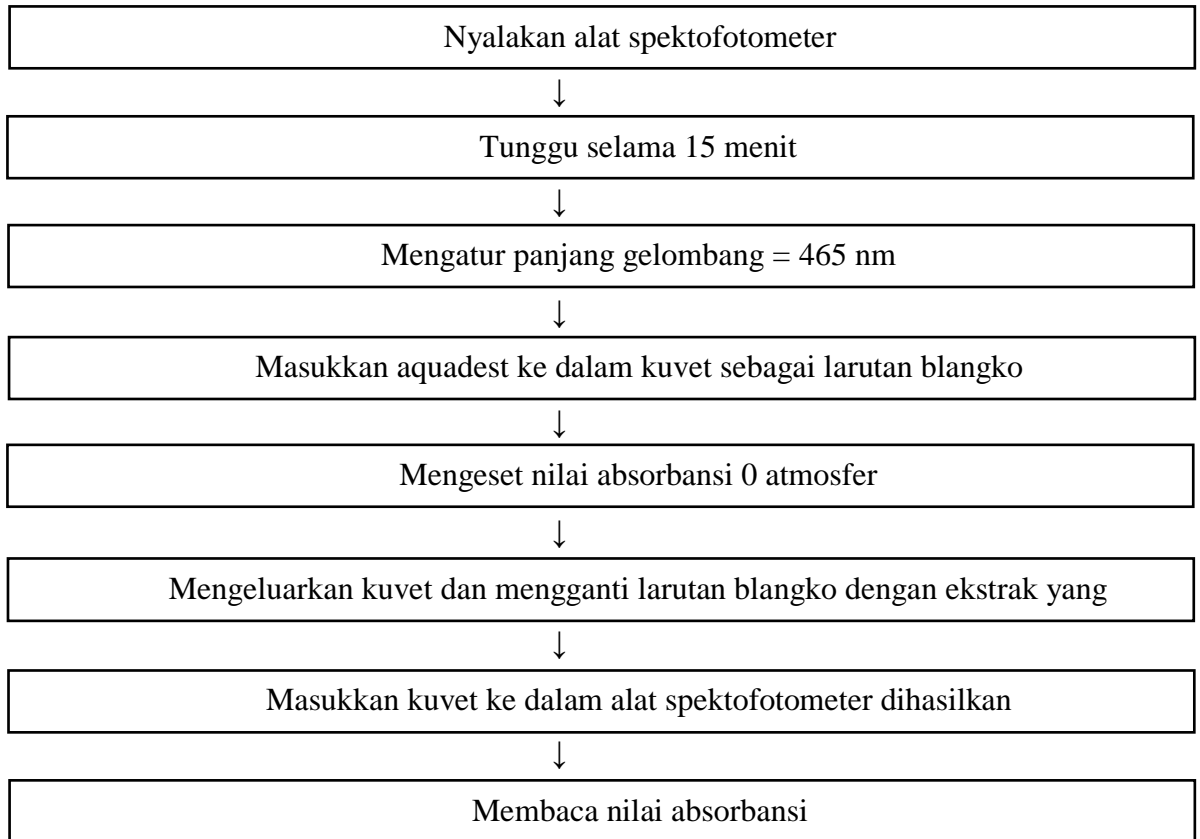 Nyalakan alat spektofotometer
↓
Tunggu selama 15 menit
↓
Mengatur panjang gelombang = 465 nm
↓
Masukkan aquadest ke dalam kuvet sebagai larutan blangko
↓
Mengeset nilai absorbansi 0 atmosfer
↓
Mengeluarkan kuvet dan mengganti larutan blangko dengan ekstrak yang
↓
Masukkan kuvet ke dalam alat spektofotometer dihasilkan
↓
Membaca nilai absorbansi